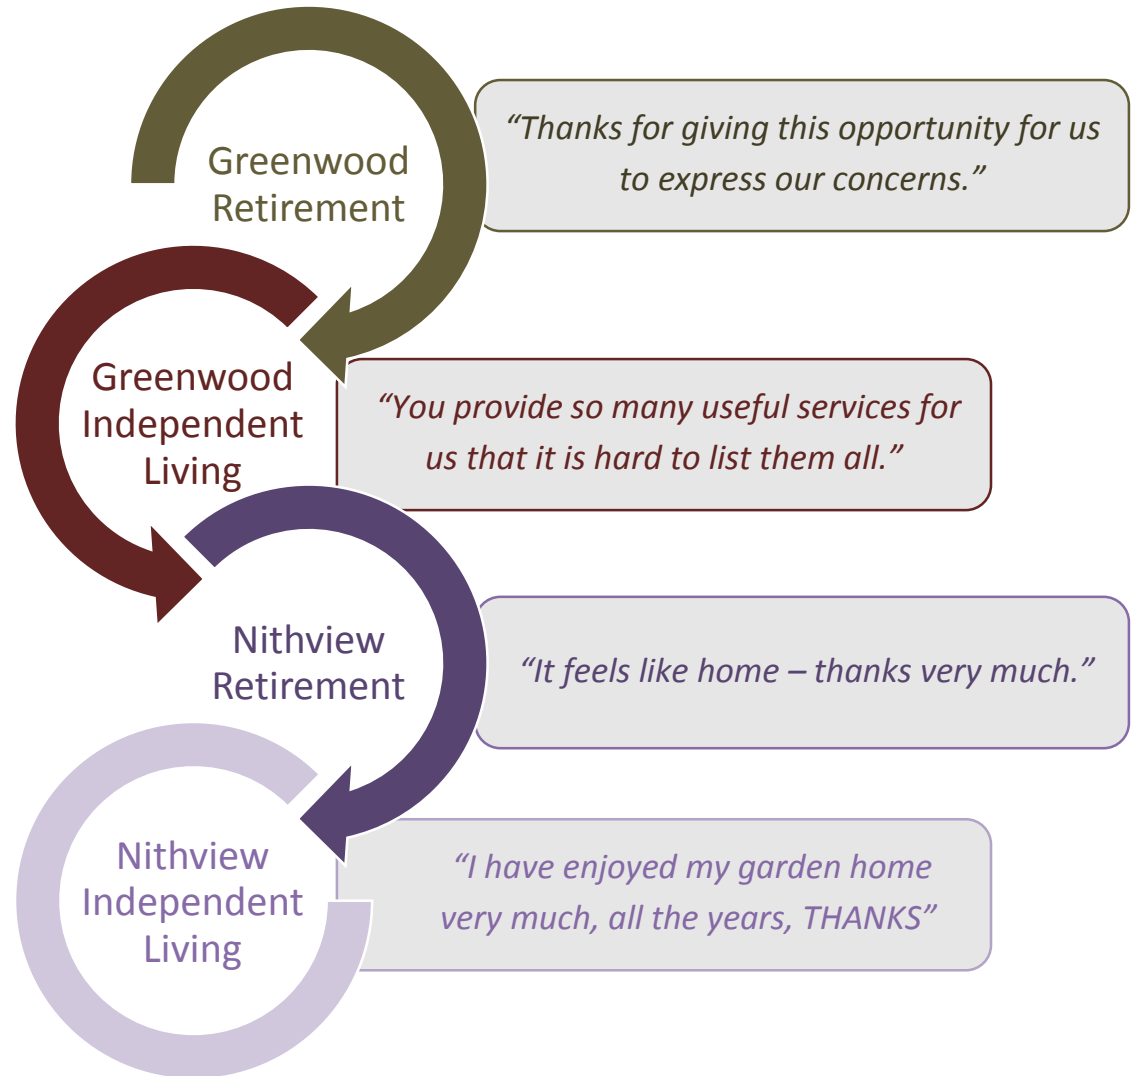 Greenwood
Retirement
“Thanks for giving this opportunity for us
to express our concerns.”
Greenwood
Independent
Living
“You provide so many useful services for
us that it is hard to list them all.”
Nithview
Retirement
“It feels like home – thanks very much.”
Nithview
Independent
Living
“I have enjoyed my garden home
very much, all the years, THANKS”